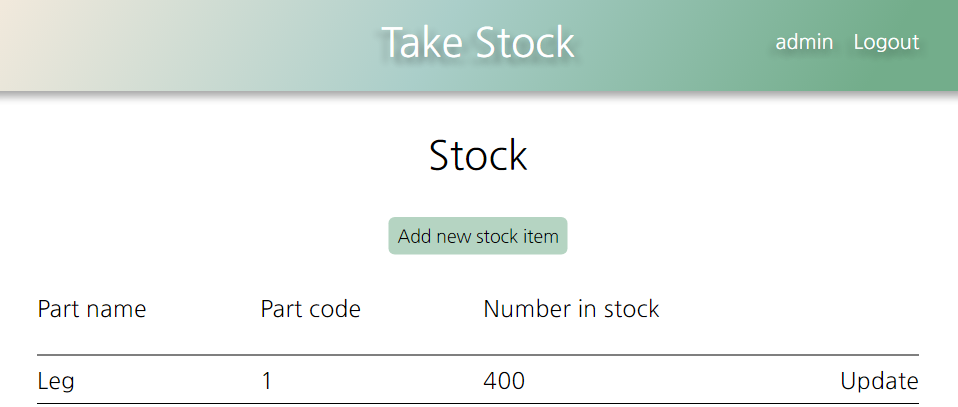 Take Stock admin Logout
Stock
Add new stock item
Part name Part code Number in stock
Leg 1 400 Update